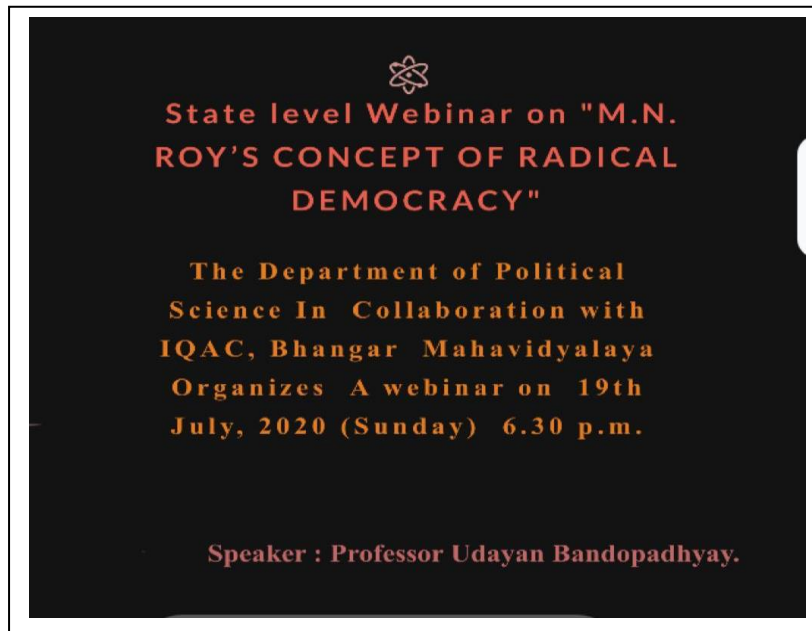 State level Webinar on "M.N.
ROY’S CONCEPT OF RADICAL
DEMOCRACY"
The Department of Political
Science In Collaboration with
IQAC, Bhangar Mahavidyalaya
Organizes A webinar on 19th
July, 2020 (Sunday) 6.30 p.m.
Speaker : Professor Udayan Bandopadhyay.